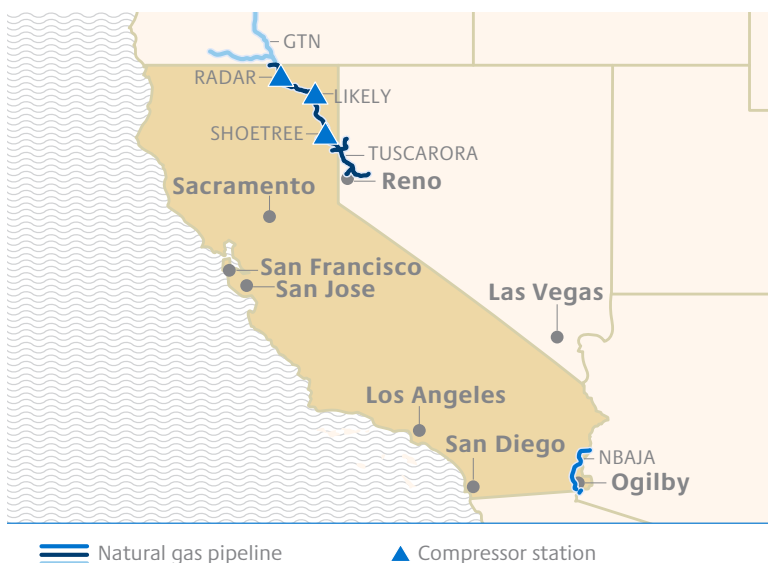 GTN
RADAR
LIKELY
SHOETREE
TUSCARORA
Reno
Sacramento
San Francisco
San Jose
Las Vegas
Los Angeles
San Diego
NBAJA
Ogilby
Natural gas pipeline
Compressor station